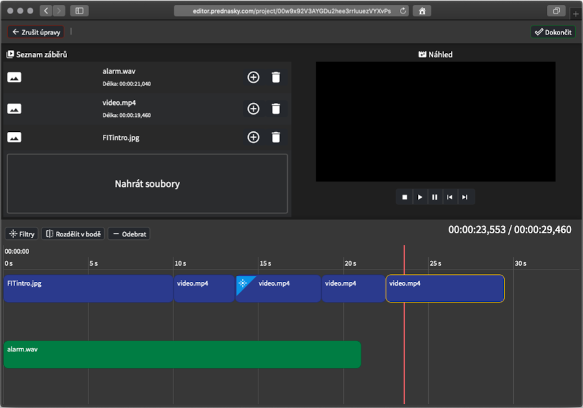 editor.prednasky.com/project/00w9x92V3AYGDu2hee3rrIuuezVYXvPs
Zrušit úpravy
Dokončit
Seznam záběrů
Náhled
alarm.wav
Délka: 00:00:21,040
video.mp4
Délka: 00:00:19,460
FITintro.jpg
Nahrát soubory
Filtry
Rozdělit v bodě
Odebrat
00:00:23,553 / 00:00:29,460
00:00:00
0 s 5 s 10 s 15 s 20 s 25 s 30 s
FITintro.jpg video.mp4 video.mp4 video.mp4 video.mp4
alarm.wav